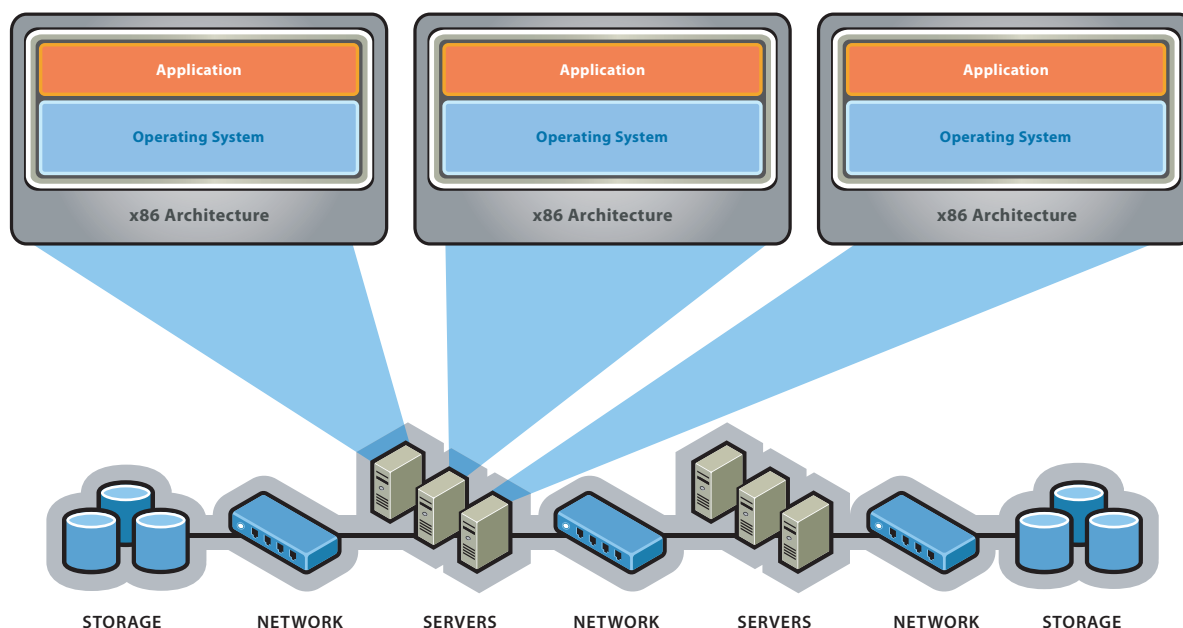 Application
Operating System
x86 Architecture
Application
Operating System
x86 Architecture
Application
Operating System
x86 Architecture
STORAGE
NETWORK
SERVERS
NETWORK
SERVERS
NETWORK
STORAGE